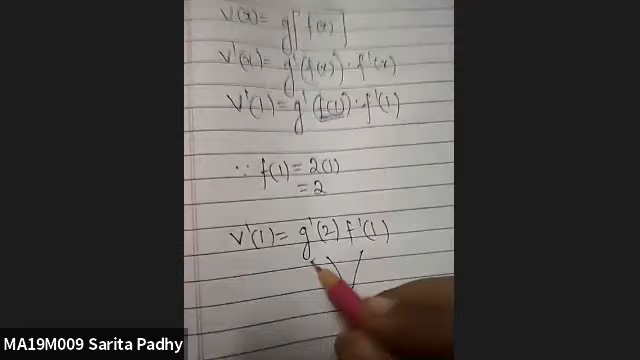 v(x) = g[f(x)]
v'(x) = g'(f(x)) · f'(x)
v'(1) = g'(f(1)) · f'(1)
∵ f(1) = 2(1)
= 2
v'(1) = g'(2) f'(1)
MA19M009 Sarita Padhy